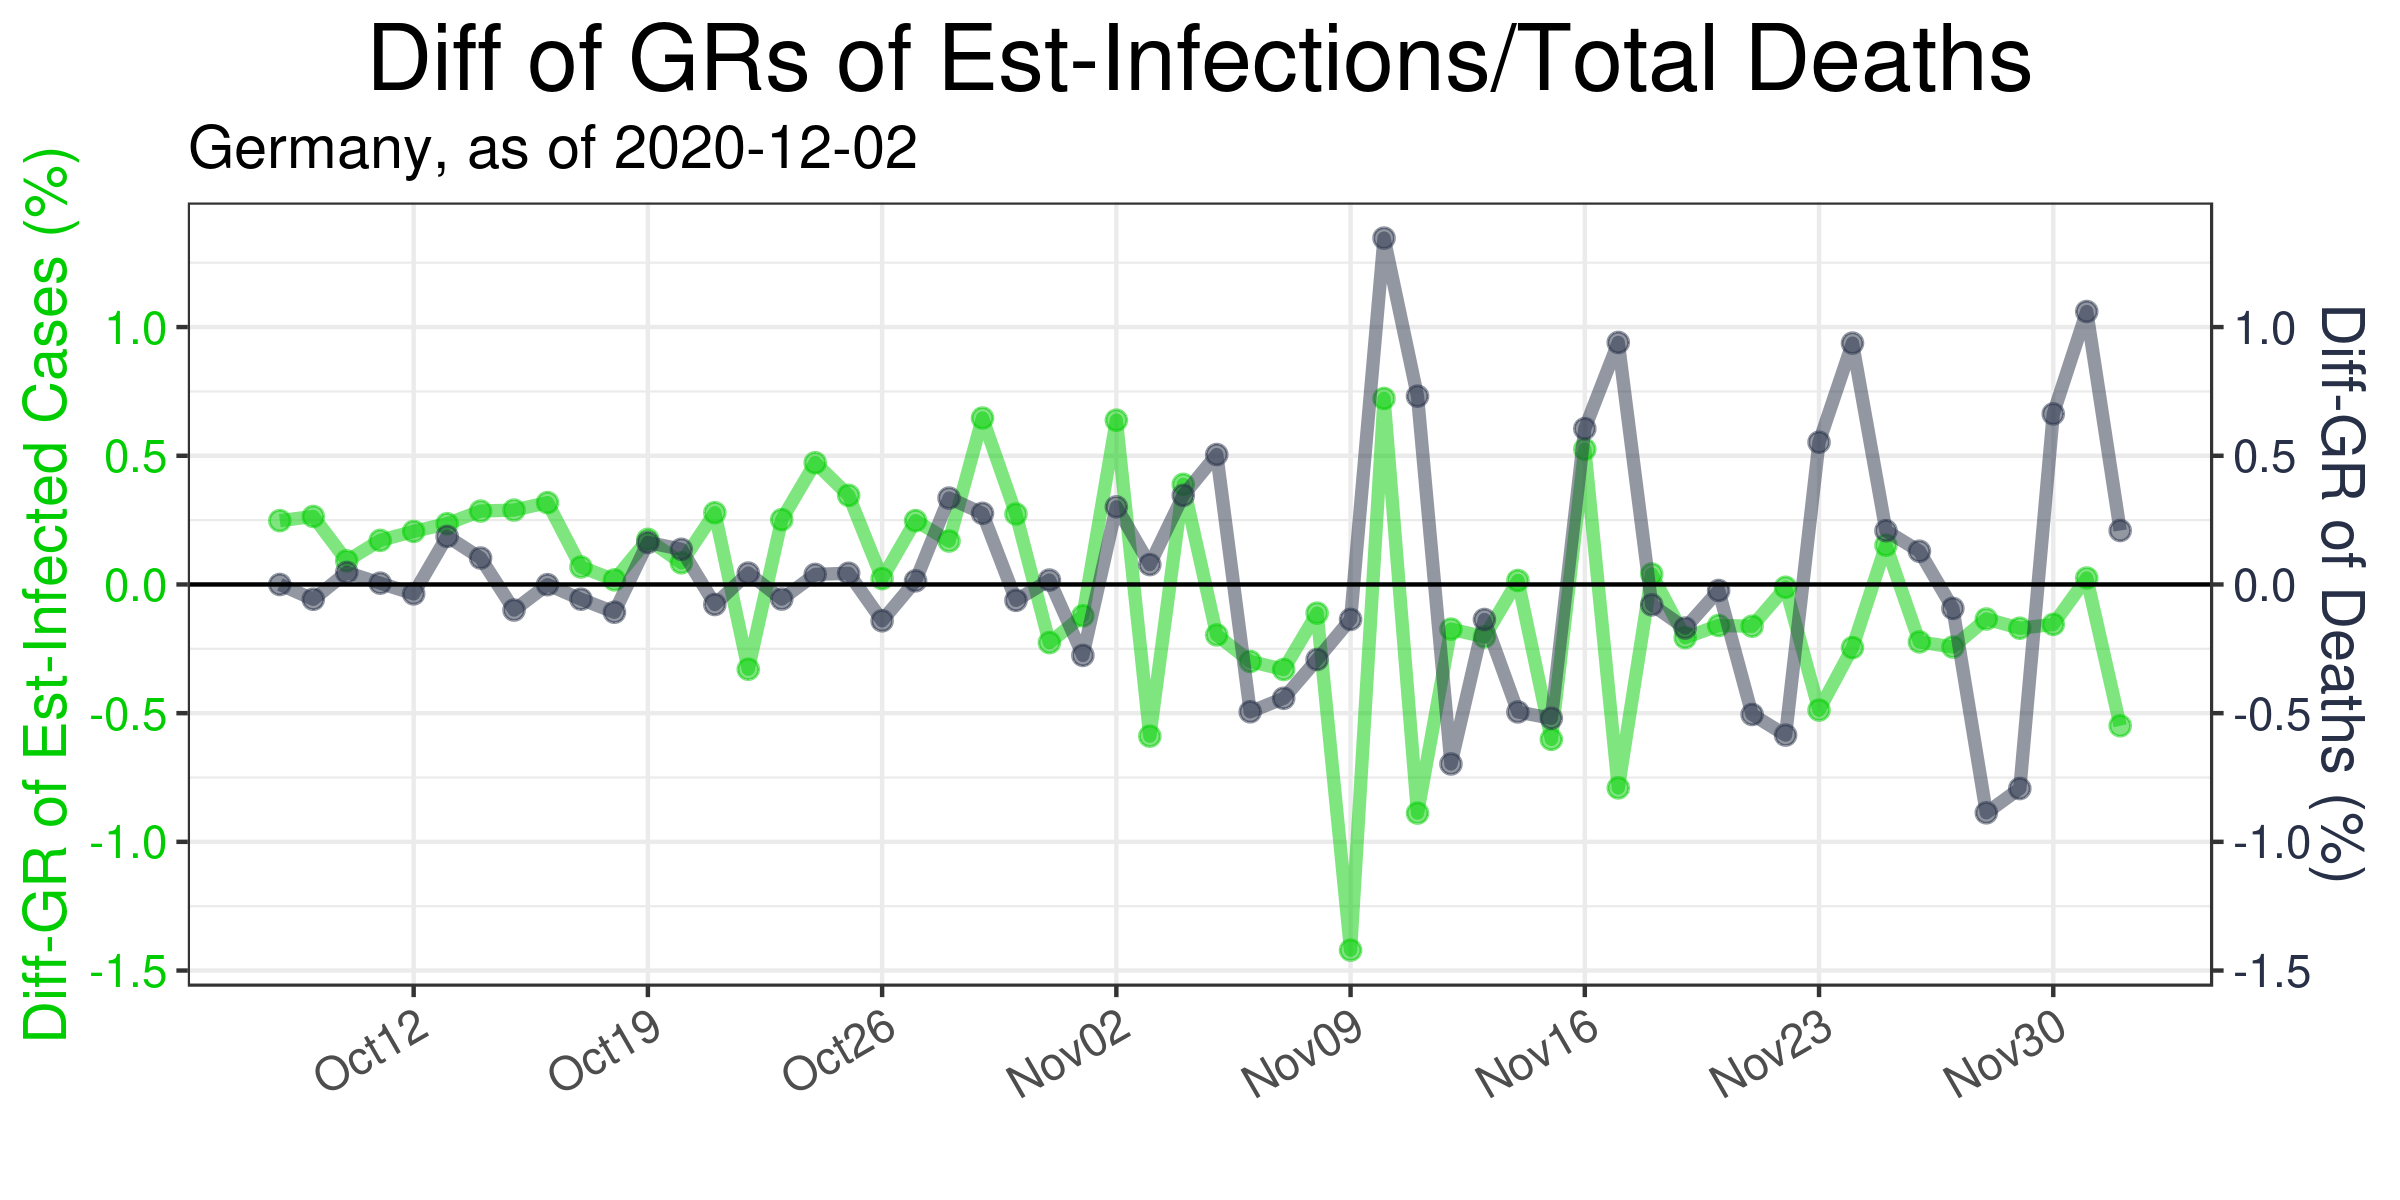 Diff of GRs of Est-Infections/Total Deaths
Germany, as of 2020-12-02
Diff-GR of Est-Infected Cases (%)
1.0
0.5
0.0
-0.5
-1.0
-1.5
1.0
0.5
0.0
-0.5
-1.0
-1.5
Diff-GR of Deaths (%)
Oct12
Oct19
Oct26
Nov02
Nov09
Nov16
Nov23
Nov30